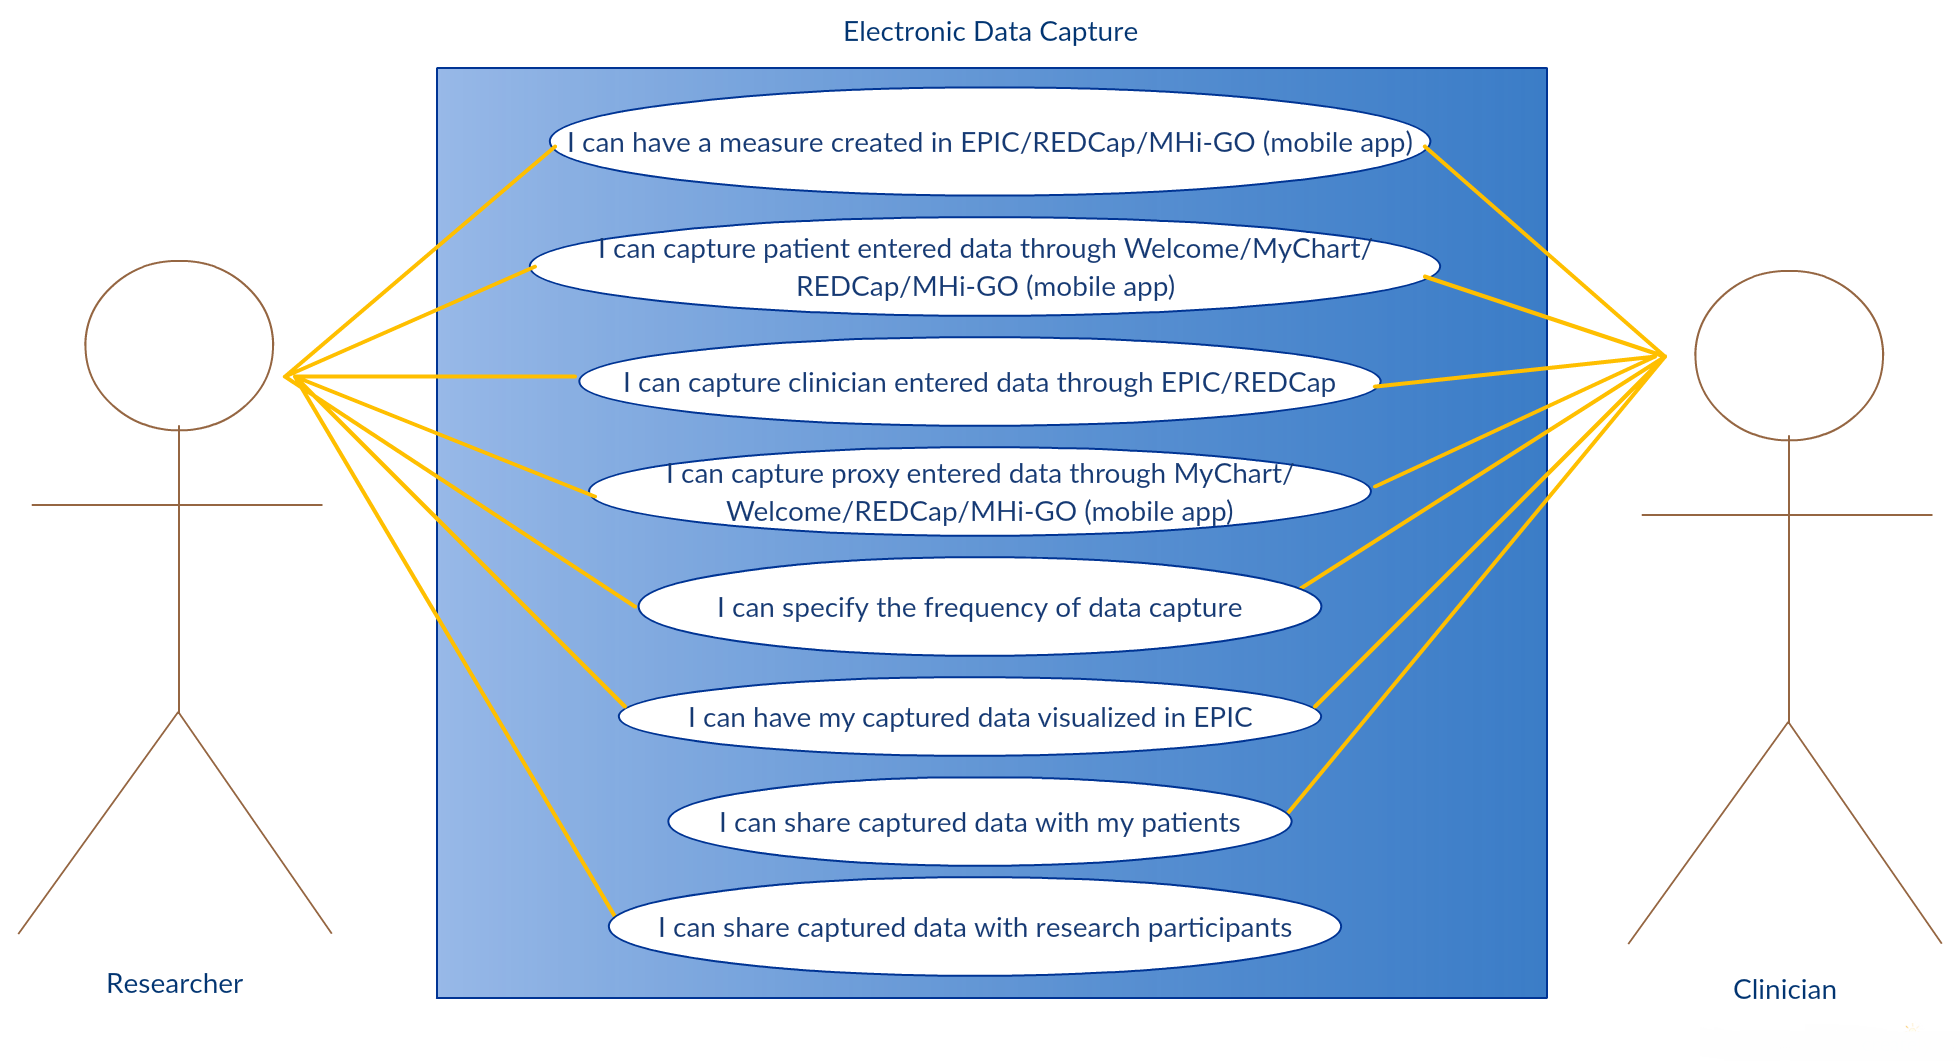 Electronic Data Capture
I can have a measure created in EPIC/REDCap/MHi-GO (mobile app)
I can capture patient entered data through Welcome/MyChart/
REDCap/MHi-GO (mobile app)
I can capture clinician entered data through EPIC/REDCap
I can capture proxy entered data through MyChart/
Welcome/REDCap/MHi-GO (mobile app)
I can specify the frequency of data capture
I can have my captured data visualized in EPIC
I can share captured data with my patients
I can share captured data with research participants
Researcher
Clinician